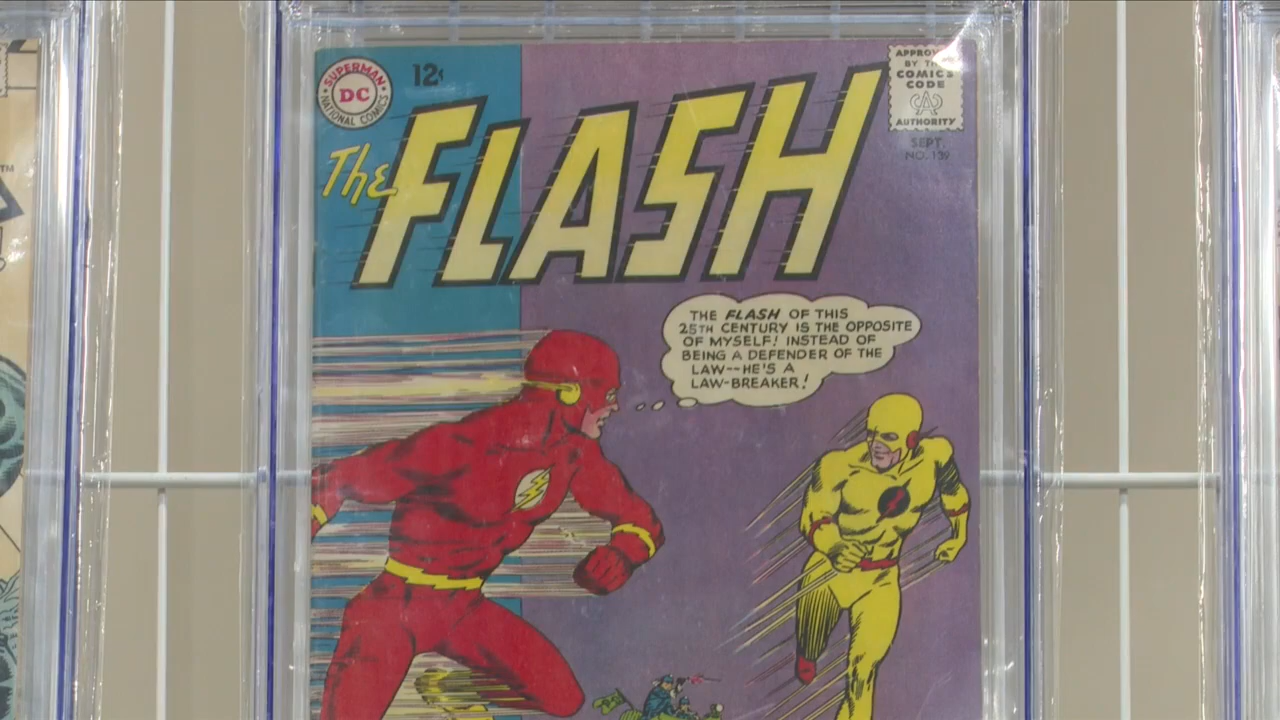 SUPERMAN
DC
NATIONAL COMICS
12¢
The
FLASH
APPROVED
BY THE
COMICS
CODE
CA
AUTHORITY
SEPT.
NO. 139
THE FLASH OF THIS
25TH CENTURY IS THE OPPOSITE
OF MYSELF! INSTEAD OF
BEING A DEFENDER OF THE
LAW--HE'S A
LAW-BREAKER!
TM